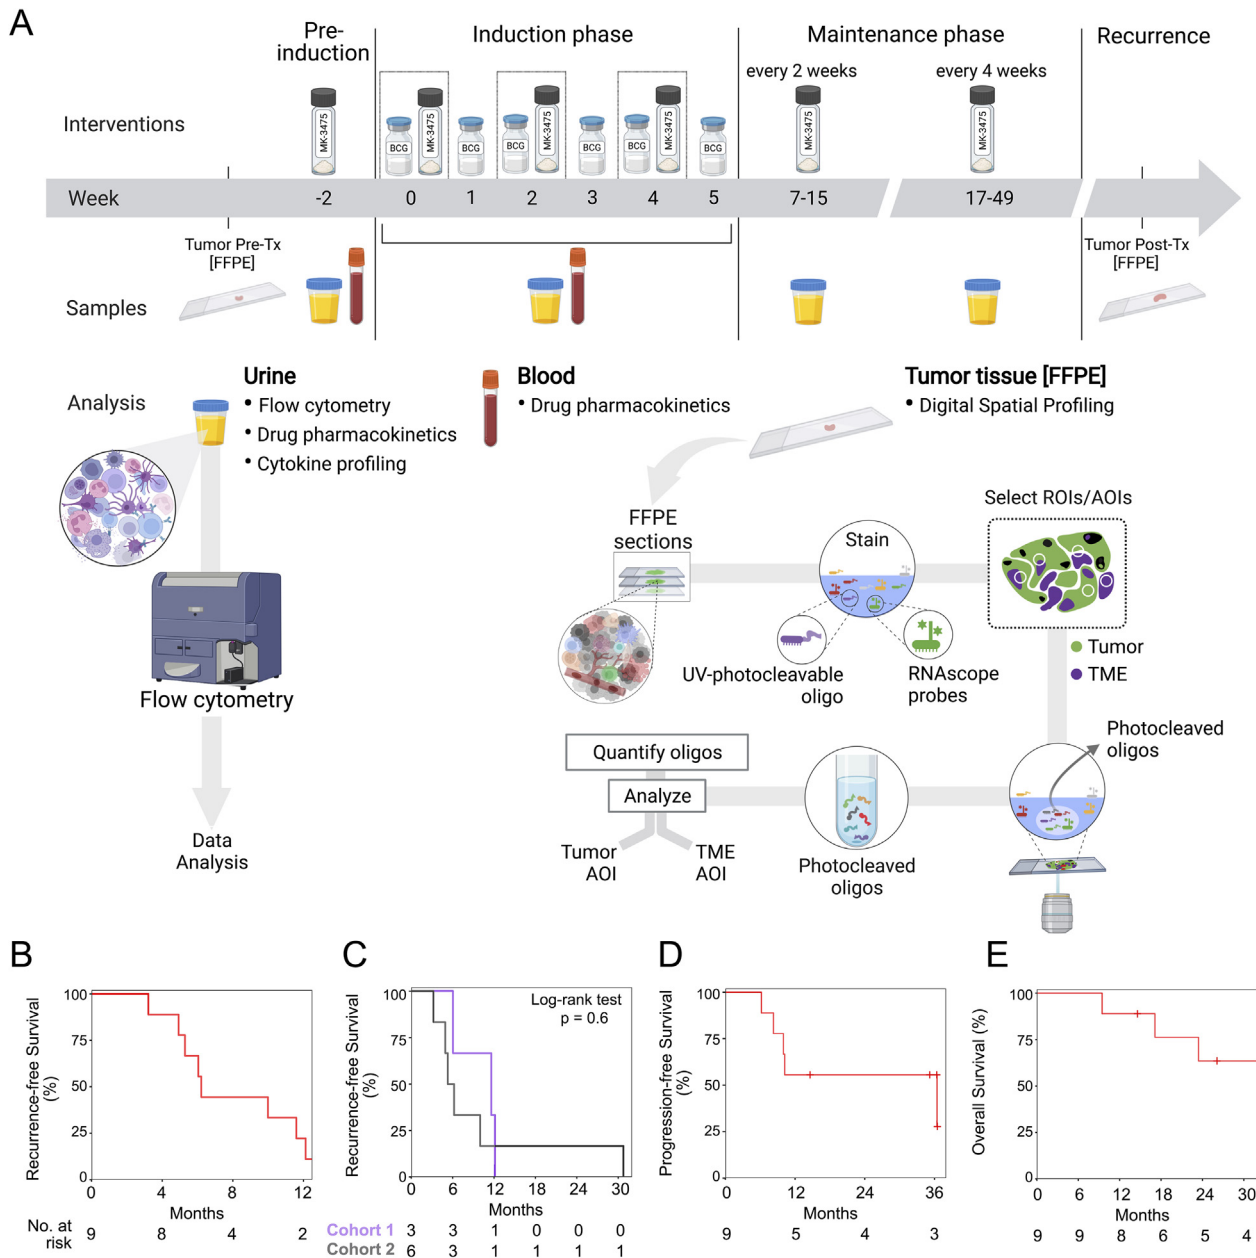 A
Pre-
induction
Induction phase
Maintenance phase
Recurrence
every 2 weeks
every 4 weeks
Interventions
MK-3475
BCG
MK-3475
BCG
BCG
MK-3475
BCG
BCG
MK-3475
BCG
MK-3475
MK-3475
Week
-2
0
1
2
3
4
5
7-15
17-49
Tumor Pre-Tx
[FFPE]
Tumor Post-Tx
[FFPE]
Samples
Analysis
Urine
• Flow cytometry
• Drug pharmacokinetics
• Cytokine profiling
Blood
• Drug pharmacokinetics
Tumor tissue [FFPE]
• Digital Spatial Profiling
Flow cytometry
Data
Analysis
FFPE
sections
Stain
Select ROIs/AOIs
UV-photocleavable
oligo
RNAscope
probes
Tumor
TME
Photocleaved
oligos
Quantify oligos
Analyze
Tumor
AOI
TME
AOI
Photocleaved
oligos
B
Recurrence-free Survival
(%)
100
75
50
25
0
0 4 8 12
Months
No. at
risk
9 8 4 2
C
Recurrence-free Survival
(%)
Log-rank test
p = 0.6
100
75
50
25
0
0 6 12 18 24 30
Months
Cohort 1 3 3 1 0 0 0
Cohort 2 6 3 1 1 1 1
D
Progression-free Survival
(%)
100
75
50
25
0
0 12 24 36
Months
9 5 4 3
E
Overall Survival (%)
100
75
50
25
0
0 6 12 18 24 30
Months
9 9 8 6 5 4